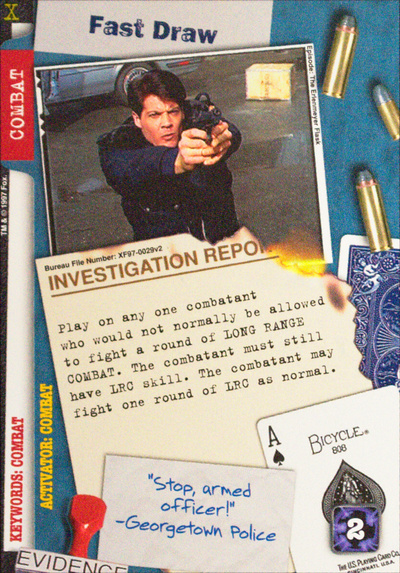 X
Fast Draw
COMBAT
Episode: The Erlenmeyer Flask
TM & © 1997 Fox.
Bureau File Number: XF97-0029v2
INVESTIGATION REPO
Play on any one combatant
who would not normally be allowed
to fight a round of LONG RANGE
COMBAT. The combatant must still
have LRC skill. The combatant may
fight one round of LRC as normal.
KEYWORDS: COMBAT
ACTIVATOR: COMBAT
"Stop, armed
officer!"
-Georgetown Police
A
BICYCLE®
808
2
THE U.S. PLAYING CARD CO.
CINCINNATI, U.S.A.
EVIDENCE